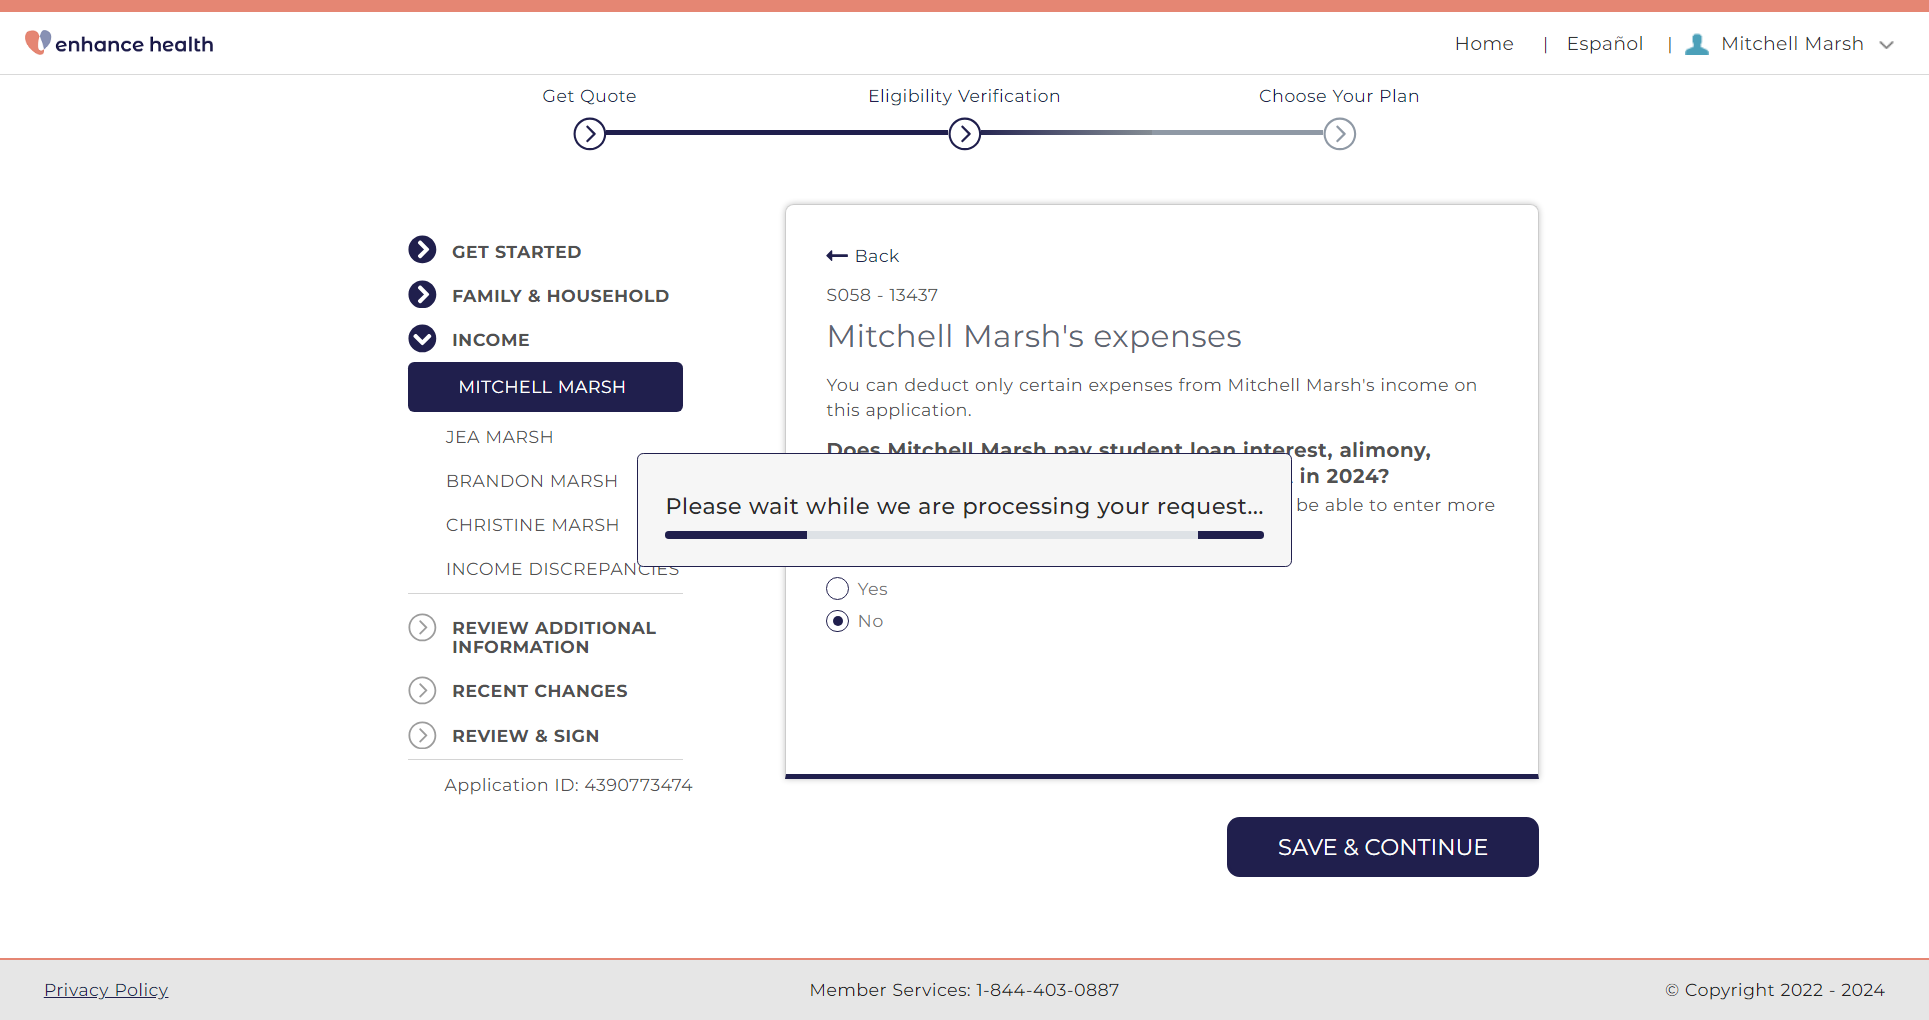 enhance health
Home | Español | Mitchell Marsh
Get Quote
Eligibility Verification
Choose Your Plan
GET STARTED
FAMILY & HOUSEHOLD
INCOME
MITCHELL MARSH
JEA MARSH
BRANDON MARSH
CHRISTINE MARSH
INCOME DISCREPANCIES
REVIEW ADDITIONAL
INFORMATION
RECENT CHANGES
REVIEW & SIGN
Application ID: 4390773474
Back
S058 - 13437
Mitchell Marsh's expenses
You can deduct only certain expenses from Mitchell Marsh's income on
this application.
Does Mitchell Marsh pay student loan interest, alimony,
in 2024?
be able to enter more
Please wait while we are processing your request...
Yes
No
SAVE & CONTINUE
Privacy Policy
Member Services: 1-844-403-0887
© Copyright 2022 - 2024